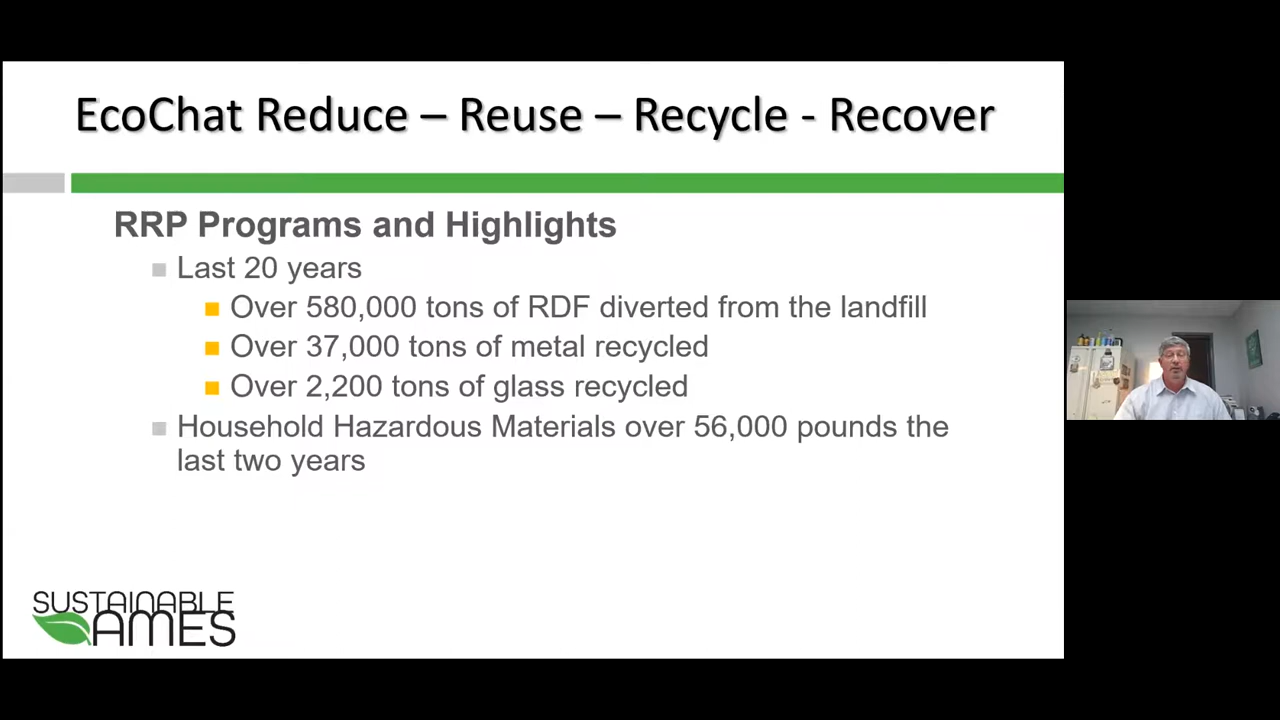 EcoChat Reduce – Reuse – Recycle - Recover
RRP Programs and Highlights
Last 20 years
Over 580,000 tons of RDF diverted from the landfill
Over 37,000 tons of metal recycled
Over 2,200 tons of glass recycled
Household Hazardous Materials over 56,000 pounds the
last two years
SUSTAINABLE
AMES